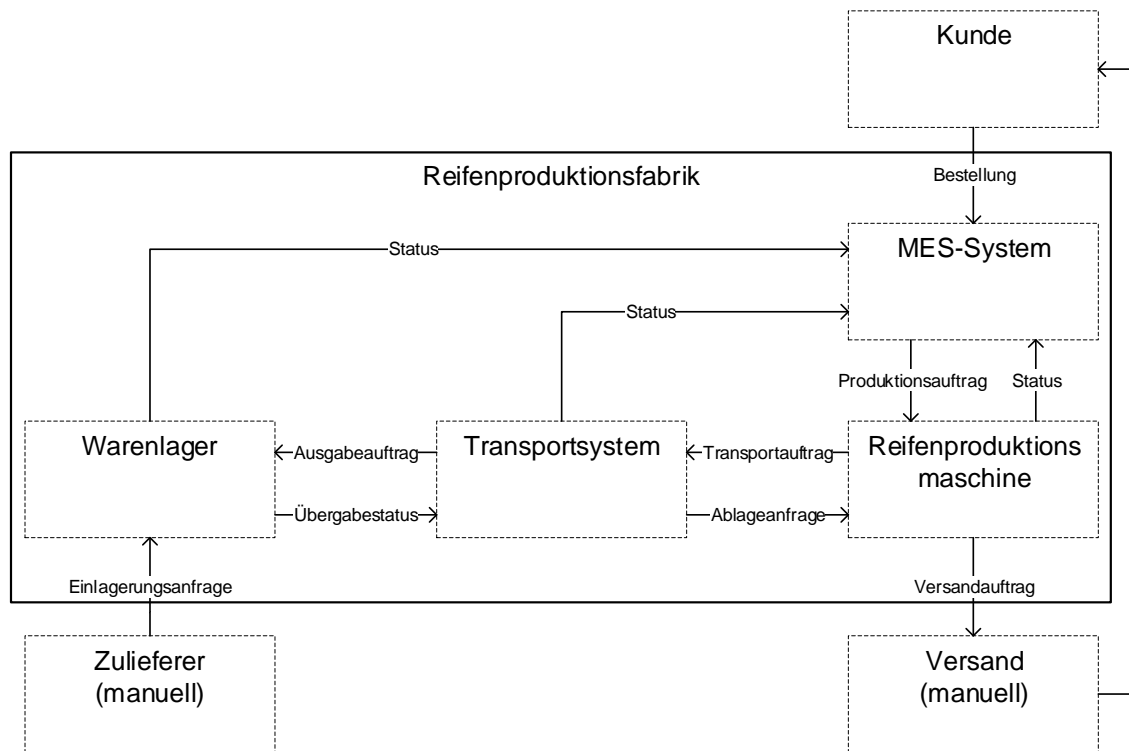 Kunde
Reifenproduktionsfabrik
Bestellung
Status
MES-System
Status
Produktionsauftrag
Status
Warenlager
Ausgabeauftrag
Transportsystem
Transportauftrag
Reifenproduktions
maschine
Übergabestatus
Ablageanfrage
Einlagerungsanfrage
Versandauftrag
Zulieferer
(manuell)
Versand
(manuell)